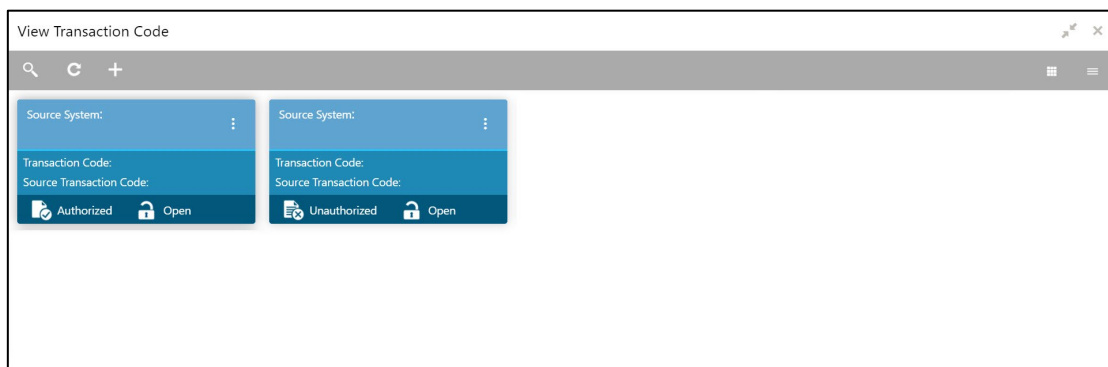 View Transaction Code
Source System:
Transaction Code:
Source Transaction Code:
Authorized Open
Source System:
Transaction Code:
Source Transaction Code:
Unauthorized Open